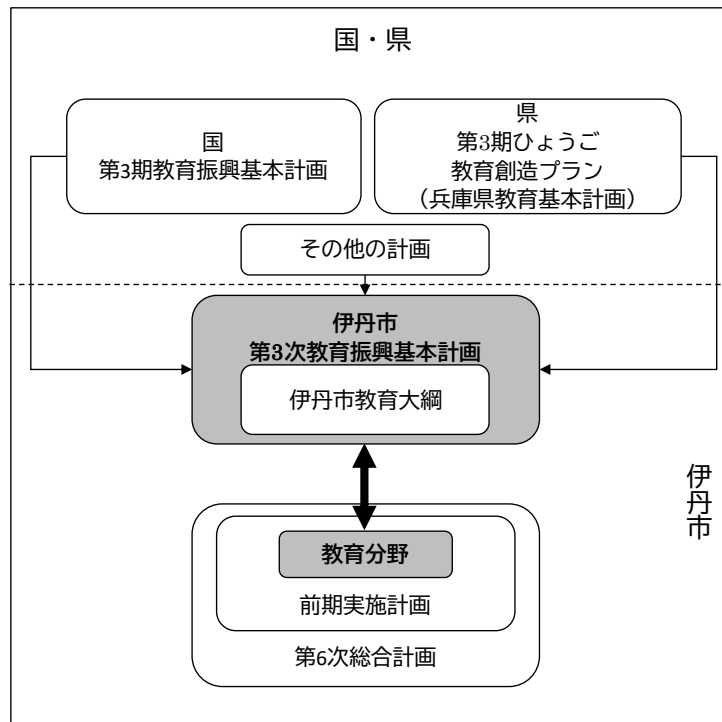 国・県
国
第3期教育振興基本計画
県
第3期ひょうご
教育創造プラン
（兵庫県教育基本計画）
その他の計画
伊丹市
第3次教育振興基本計画
伊丹市教育大綱
伊丹市
教育分野
前期実施計画
第6次総合計画